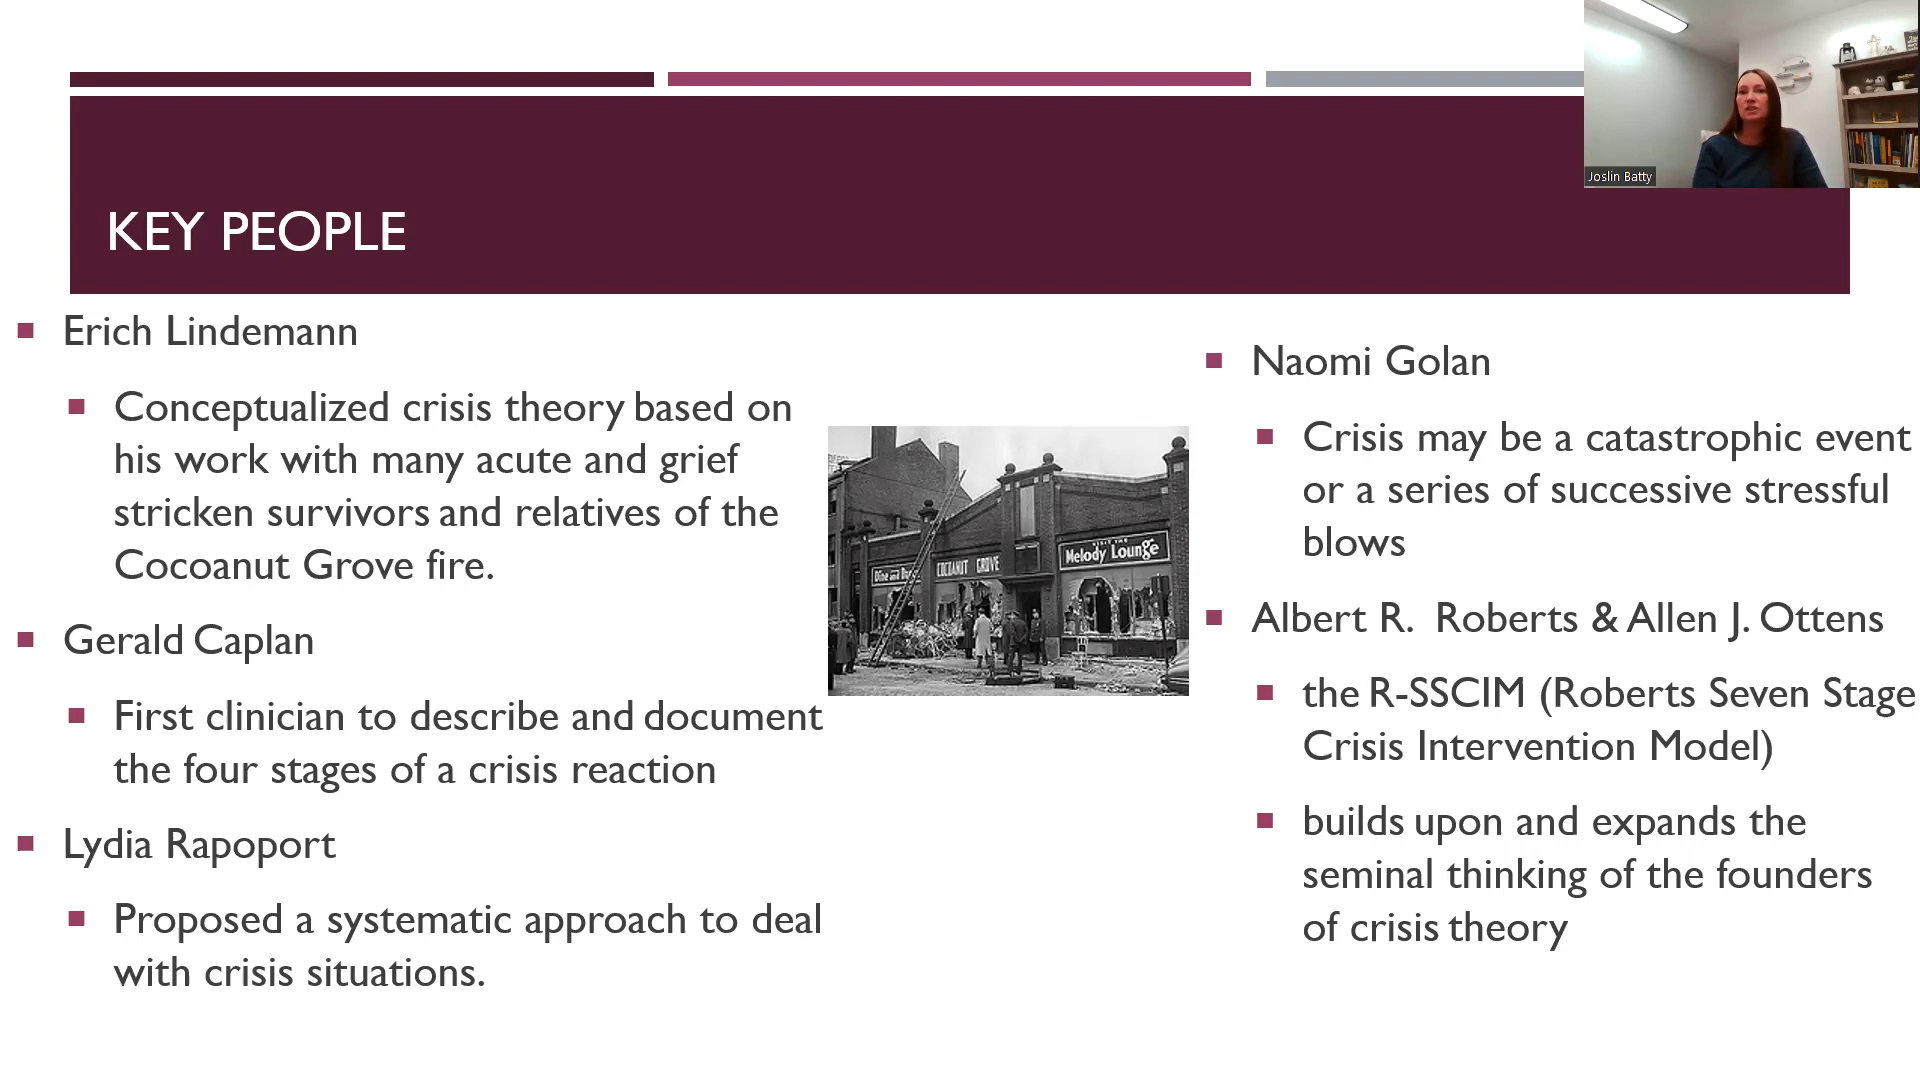 Joslin Batty
KEY PEOPLE
Erich Lindemann
Conceptualized crisis theory based on
his work with many acute and grief
stricken survivors and relatives of the
Cocoanut Grove fire.
Gerald Caplan
First clinician to describe and document
the four stages of a crisis reaction
Lydia Rapoport
Proposed a systematic approach to deal
with crisis situations.
Dine and
COCOANUT GROVE
VISIT THE
Melody Lounge
Naomi Golan
Crisis may be a catastrophic event
or a series of successive stressful
blows
Albert R. Roberts & Allen J. Ottens
the R-SSCIM (Roberts Seven Stage
Crisis Intervention Model)
builds upon and expands the
seminal thinking of the founders
of crisis theory